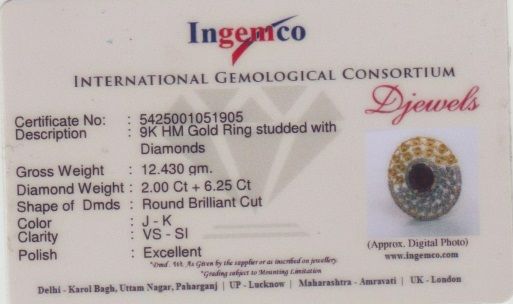 Ingemco
INTERNATIONAL GEMOLOGICAL CONSORTIUM
Djewels
Certificate No: : 5425001051905
Description : 9K HM Gold Ring studded with
Diamonds
Gross Weight : 12.430 gm.
Diamond Weight : 2.00 Ct + 6.25 Ct
Shape of Dmds : Round Brilliant Cut
Color : J - K
Clarity : VS - SI
Polish : Excellent
(Approx. Digital Photo)
www.ingemco.com
*Dmd. Wt. As Given by the supplier or as inscribed on jewellery.
*Grading subject to Mounting Limitation
Delhi - Karol Bagh, Uttam Nagar, Paharganj | UP - Lucknow | Maharashtra - Amravati | UK - London